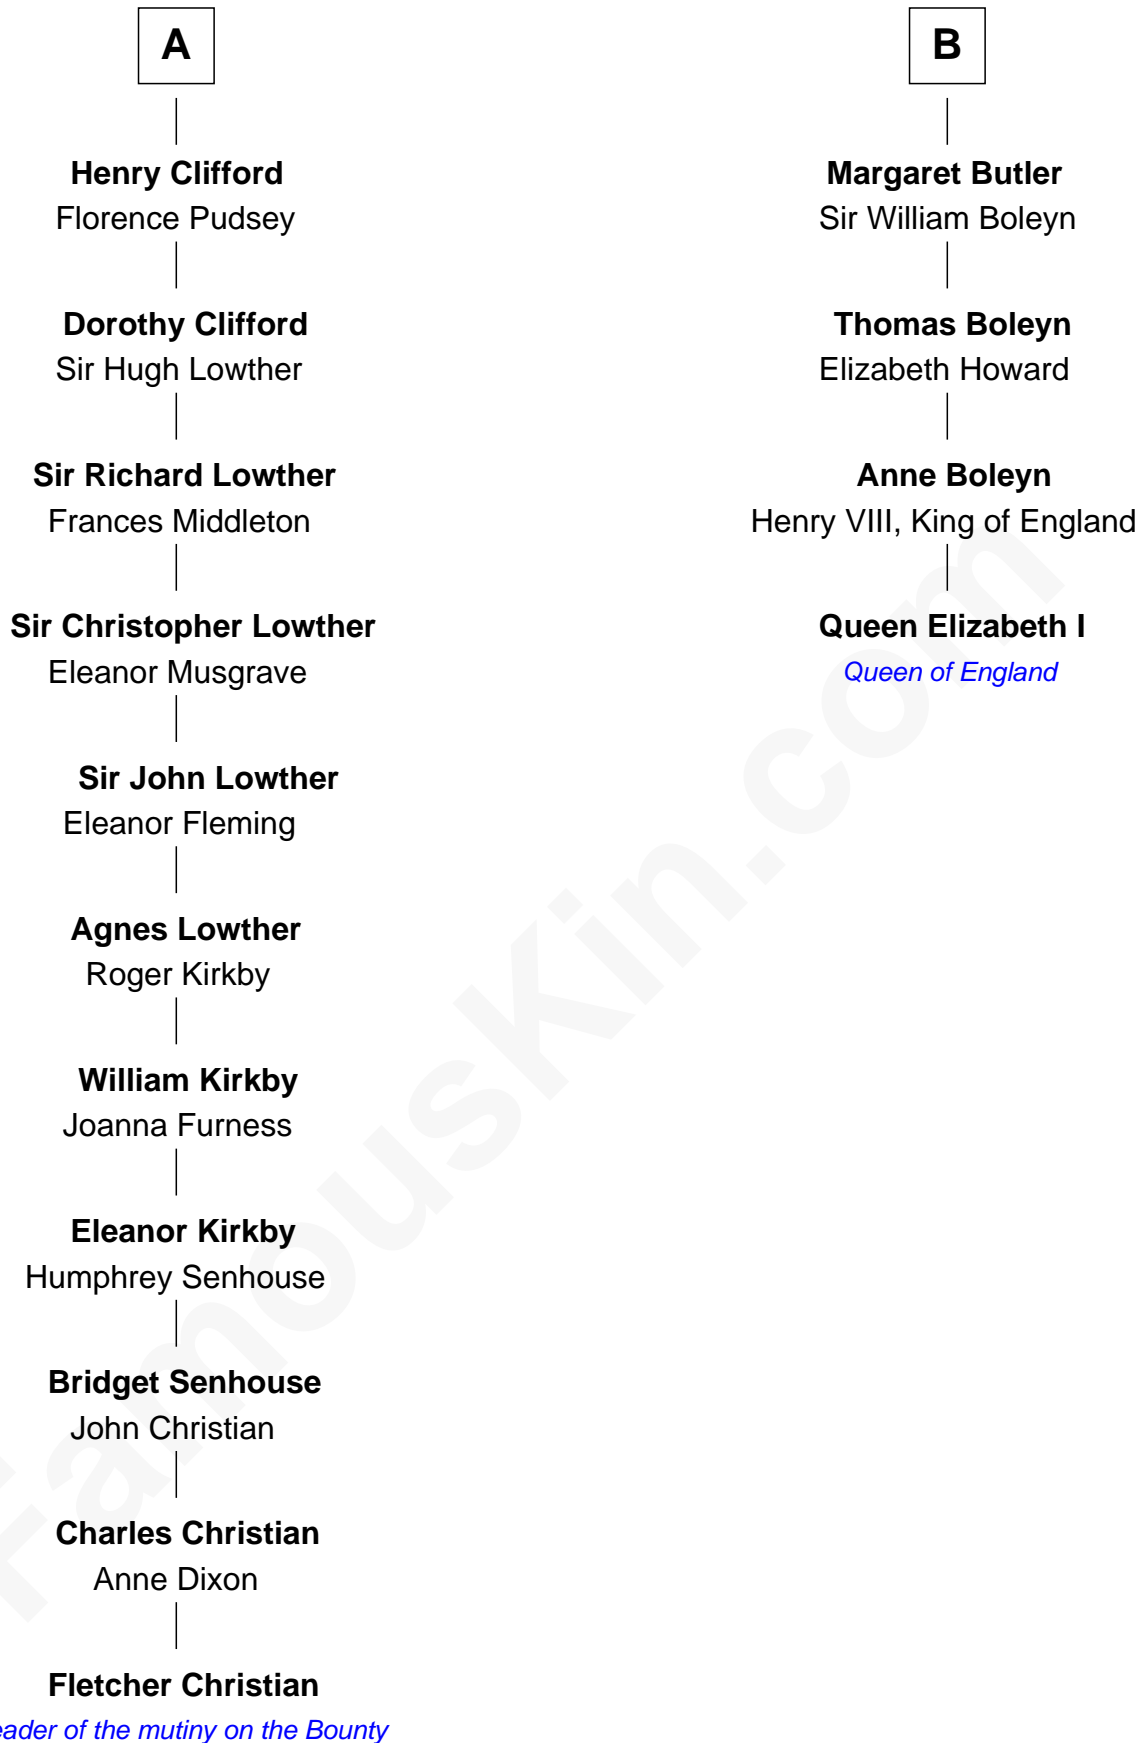 A
Henry Clifford
Florence Pudsey
Dorothy Clifford
Sir Hugh Lowther
Sir Richard Lowther
Frances Middleton
Sir Christopher Lowther
Eleanor Musgrave
Sir John Lowther
Eleanor Fleming
Agnes Lowther
Roger Kirkby
William Kirkby
Joanna Furness
Eleanor Kirkby
Humphrey Senhouse
Bridget Senhouse
John Christian
Charles Christian
Anne Dixon
Fletcher Christian
eader of the mutiny on the Bounty
B
Margaret Butler
Sir William Boleyn
Thomas Boleyn
Elizabeth Howard
Anne Boleyn
Henry VIII, King of England
Queen Elizabeth I
Queen of England
FamousKin.com